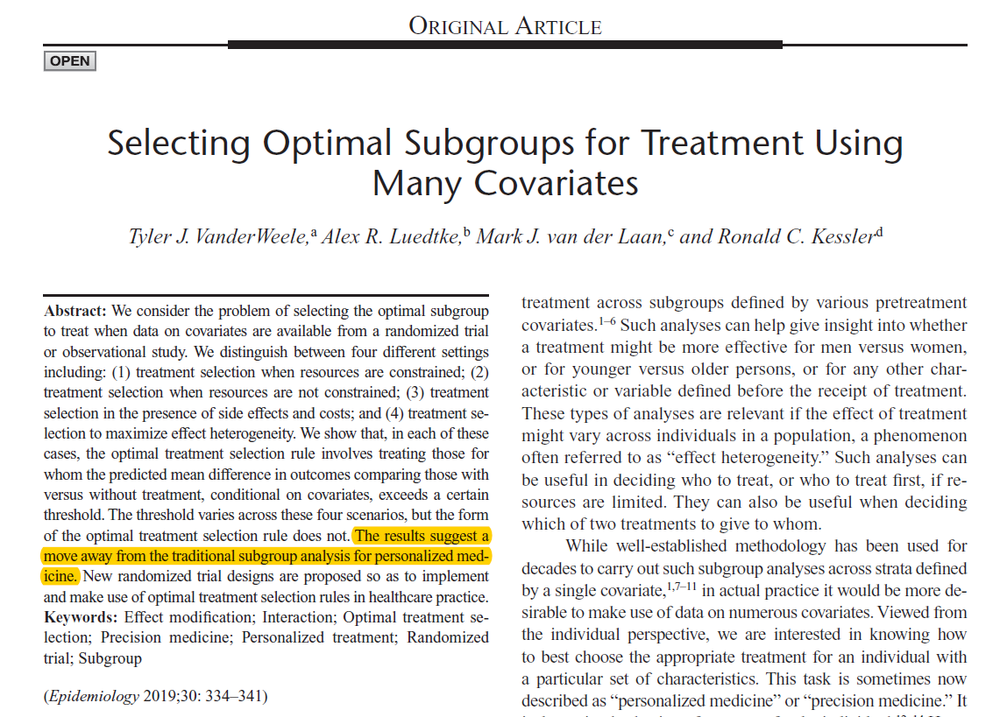 ORIGINAL ARTICLE
OPEN
Selecting Optimal Subgroups for Treatment Using
Many Covariates
Tyler J. VanderWeele,a Alex R. Luedtke,b Mark J. van der Laan,c and Ronald C. Kesslerd
Abstract: We consider the problem of selecting the optimal subgroup
to treat when data on covariates are available from a randomized trial
or observational study. We distinguish between four different settings
including: (1) treatment selection when resources are constrained; (2)
treatment selection when resources are not constrained; (3) treatment
selection in the presence of side effects and costs; and (4) treatment se-
lection to maximize effect heterogeneity. We show that, in each of these
cases, the optimal treatment selection rule involves treating those for
whom the predicted mean difference in outcomes comparing those with
versus without treatment, conditional on covariates, exceeds a certain
threshold. The threshold varies across these four scenarios, but the form
of the optimal treatment selection rule does not. The results suggest a
move away from the traditional subgroup analysis for personalized med-
icine. New randomized trial designs are proposed so as to implement
and make use of optimal treatment selection rules in healthcare practice.
Keywords: Effect modification; Interaction; Optimal treatment se-
lection; Precision medicine; Personalized treatment; Randomized
trial; Subgroup
(Epidemiology 2019;30: 334–341)
treatment across subgroups defined by various pretreatment
covariates.1–6 Such analyses can help give insight into whether
a treatment might be more effective for men versus women,
or for younger versus older persons, or for any other char-
acteristic or variable defined before the receipt of treatment.
These types of analyses are relevant if the effect of treatment
might vary across individuals in a population, a phenomenon
often referred to as “effect heterogeneity.” Such analyses can
be useful in deciding who to treat, or who to treat first, if re-
sources are limited. They can also be useful when deciding
which of two treatments to give to whom.
While well-established methodology has been used for
decades to carry out such subgroup analyses across strata defined
by a single covariate,1,7–11 in actual practice it would be more de-
sirable to make use of data on numerous covariates. Viewed from
the individual perspective, we are interested in knowing how
to best choose the appropriate treatment for an individual with
a particular set of characteristics. This task is sometimes now
described as “personalized medicine” or “precision medicine.” It